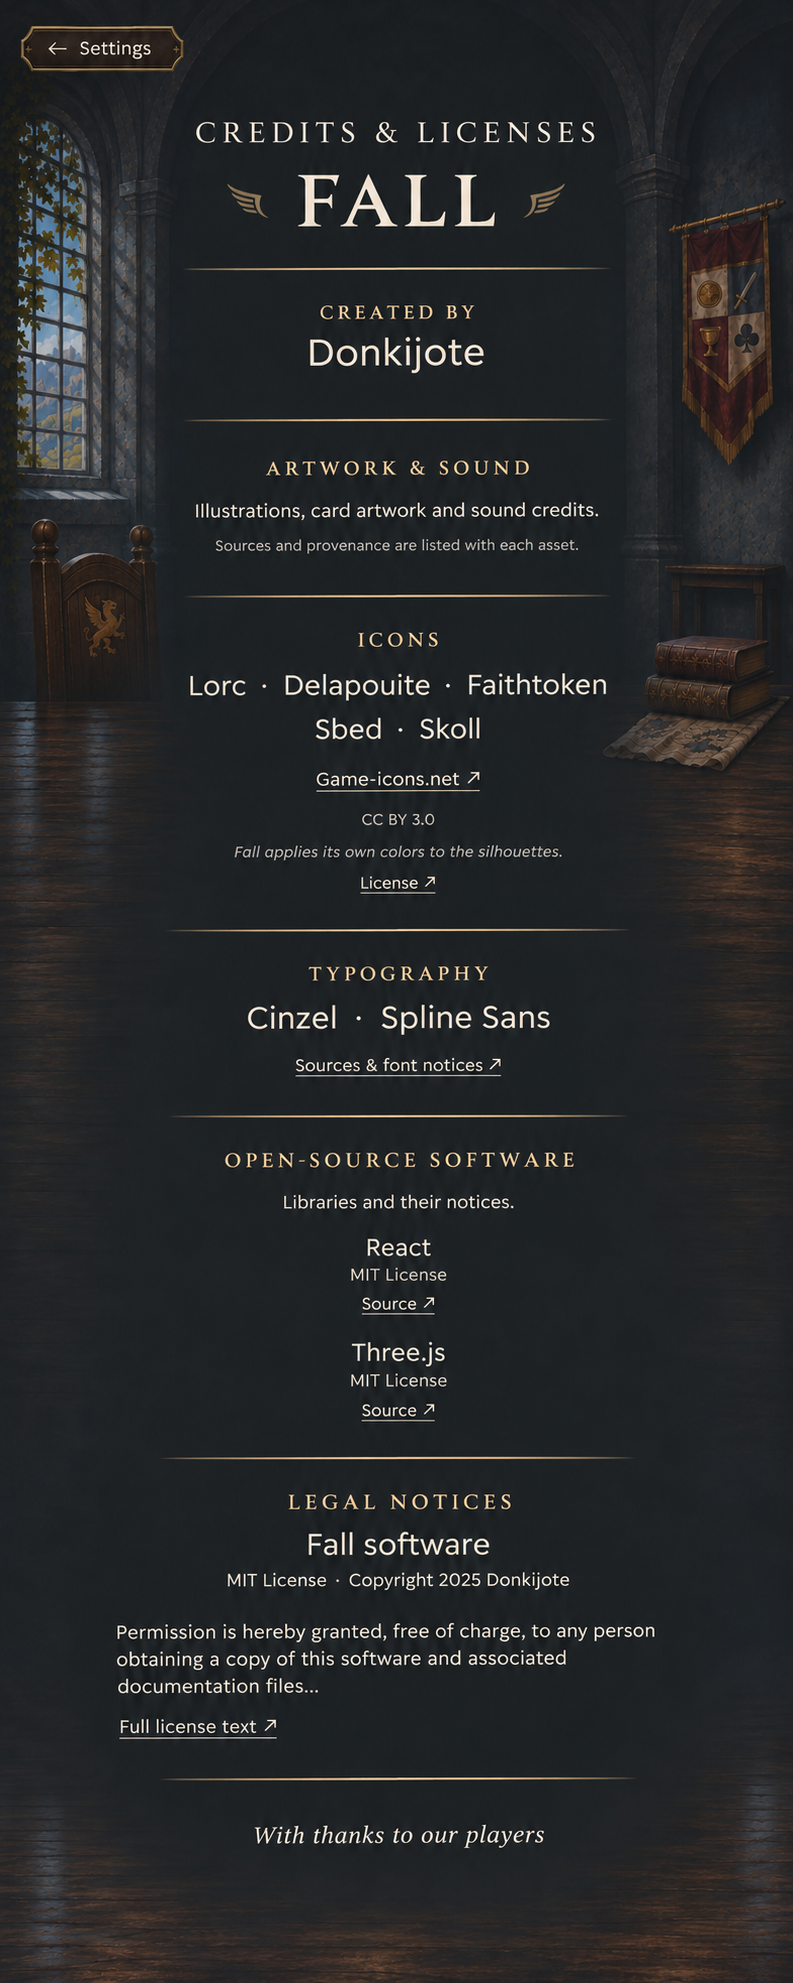 ← Settings
CREDITS & LICENSES
FALL
CREATED BY
Donkijote
ARTWORK & SOUND
Illustrations, card artwork and sound credits.
Sources and provenance are listed with each asset.
ICONS
Lorc · Delapouite · Faithtoken
Sbed · Skoll
Game-icons.net ↗
CC BY 3.0
Fall applies its own colors to the silhouettes.
License ↗
TYPOGRAPHY
Cinzel · Spline Sans
Sources & font notices ↗
OPEN-SOURCE SOFTWARE
Libraries and their notices.
React
MIT License
Source ↗
Three.js
MIT License
Source ↗
LEGAL NOTICES
Fall software
MIT License · Copyright 2025 Donkijote
Permission is hereby granted, free of charge, to any person
obtaining a copy of this software and associated
documentation files...
Full license text ↗
With thanks to our players